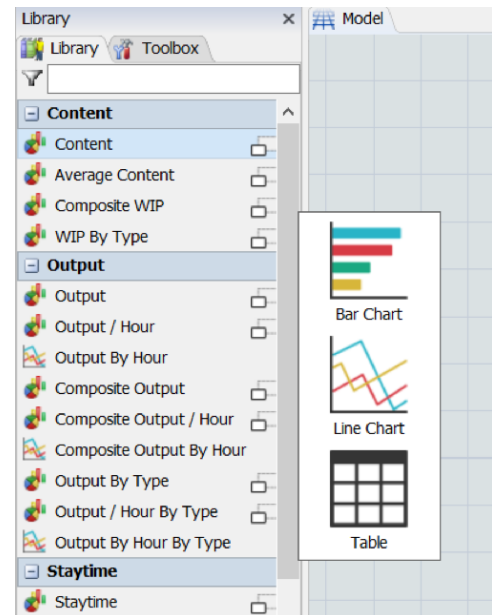 Library
Model
Library Toolbox
Content
Content
Average Content
Composite WIP
WIP By Type
Output
Output
Output / Hour
Output By Hour
Composite Output
Composite Output / Hour
Composite Output By Hour
Output By Type
Output / Hour By Type
Output By Hour By Type
Staytime
Staytime
Bar Chart
Line Chart
Table